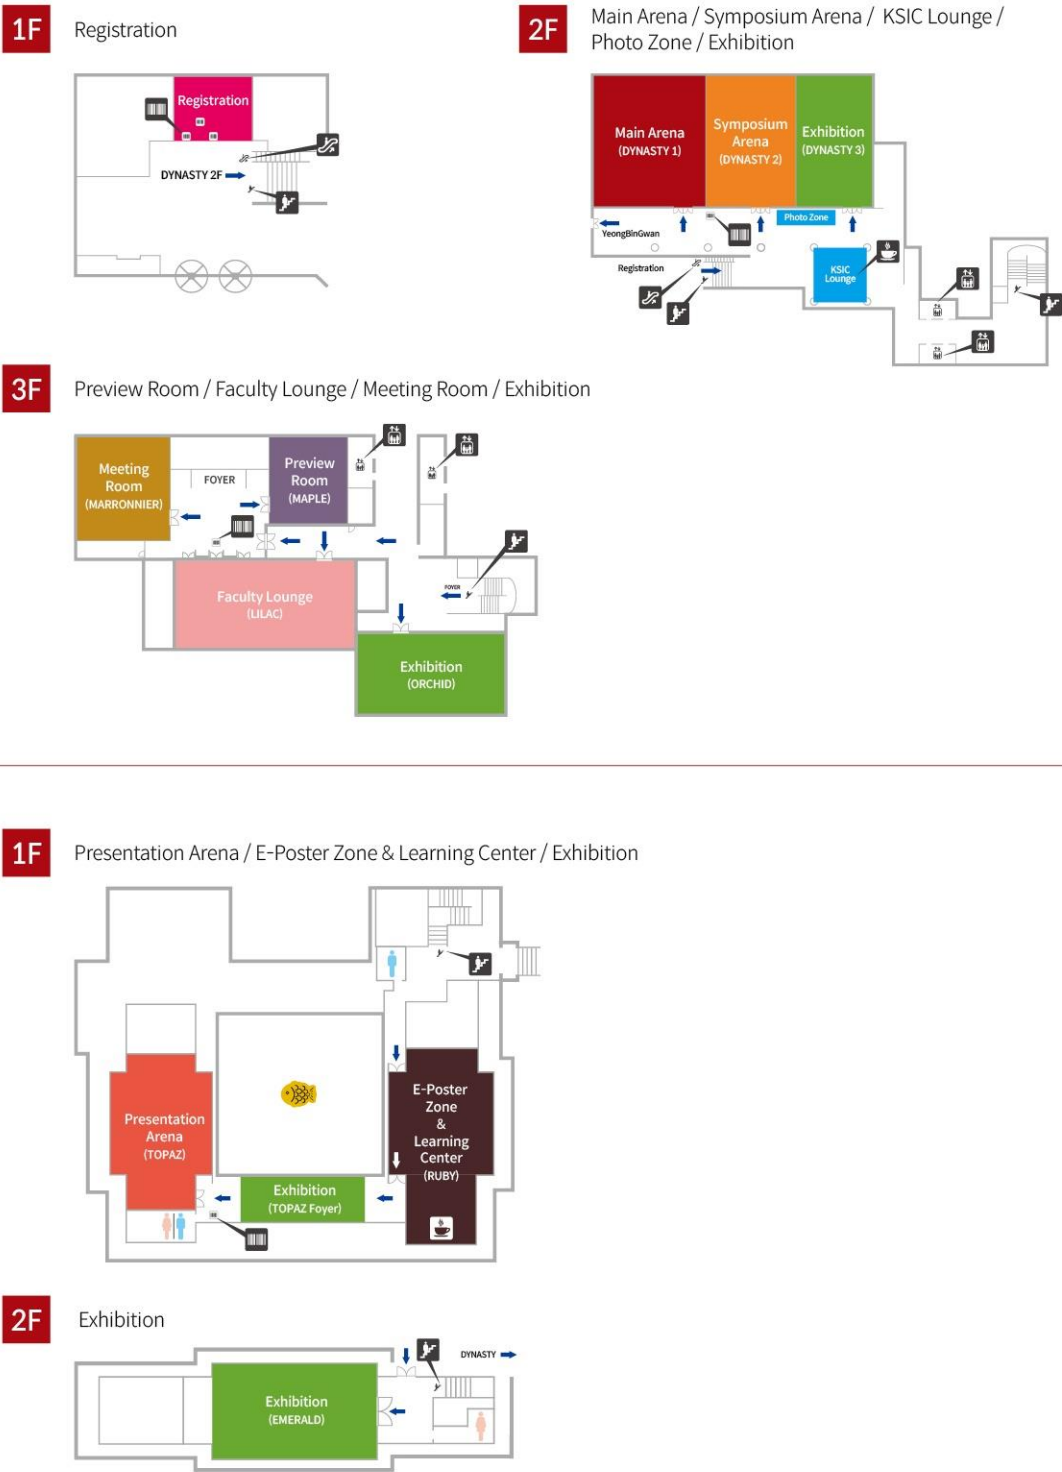 1F
Registration
Registration
DYNASTY 2F
2F
Main Arena / Symposium Arena / KSIC Lounge /
Photo Zone / Exhibition
Main Arena
(DYNASTY 1)
Symposium
Arena
(DYNASTY 2)
Exhibition
(DYNASTY 3)
Photo Zone
YeongBinGwan
Registration
KSIC
Lounge
3F
Preview Room / Faculty Lounge / Meeting Room / Exhibition
Meeting
Room
(MARRONNIER)
FOYER
Preview
Room
(MAPLE)
FOYER
Faculty Lounge
(LILAC)
Exhibition
(ORCHID)
1F
Presentation Arena / E-Poster Zone & Learning Center / Exhibition
Presentation
Arena
(TOPAZ)
E-Poster
Zone
&
Learning
Center
(RUBY)
Exhibition
(TOPAZ Foyer)
2F
Exhibition
DYNASTY
Exhibition
(EMERALD)